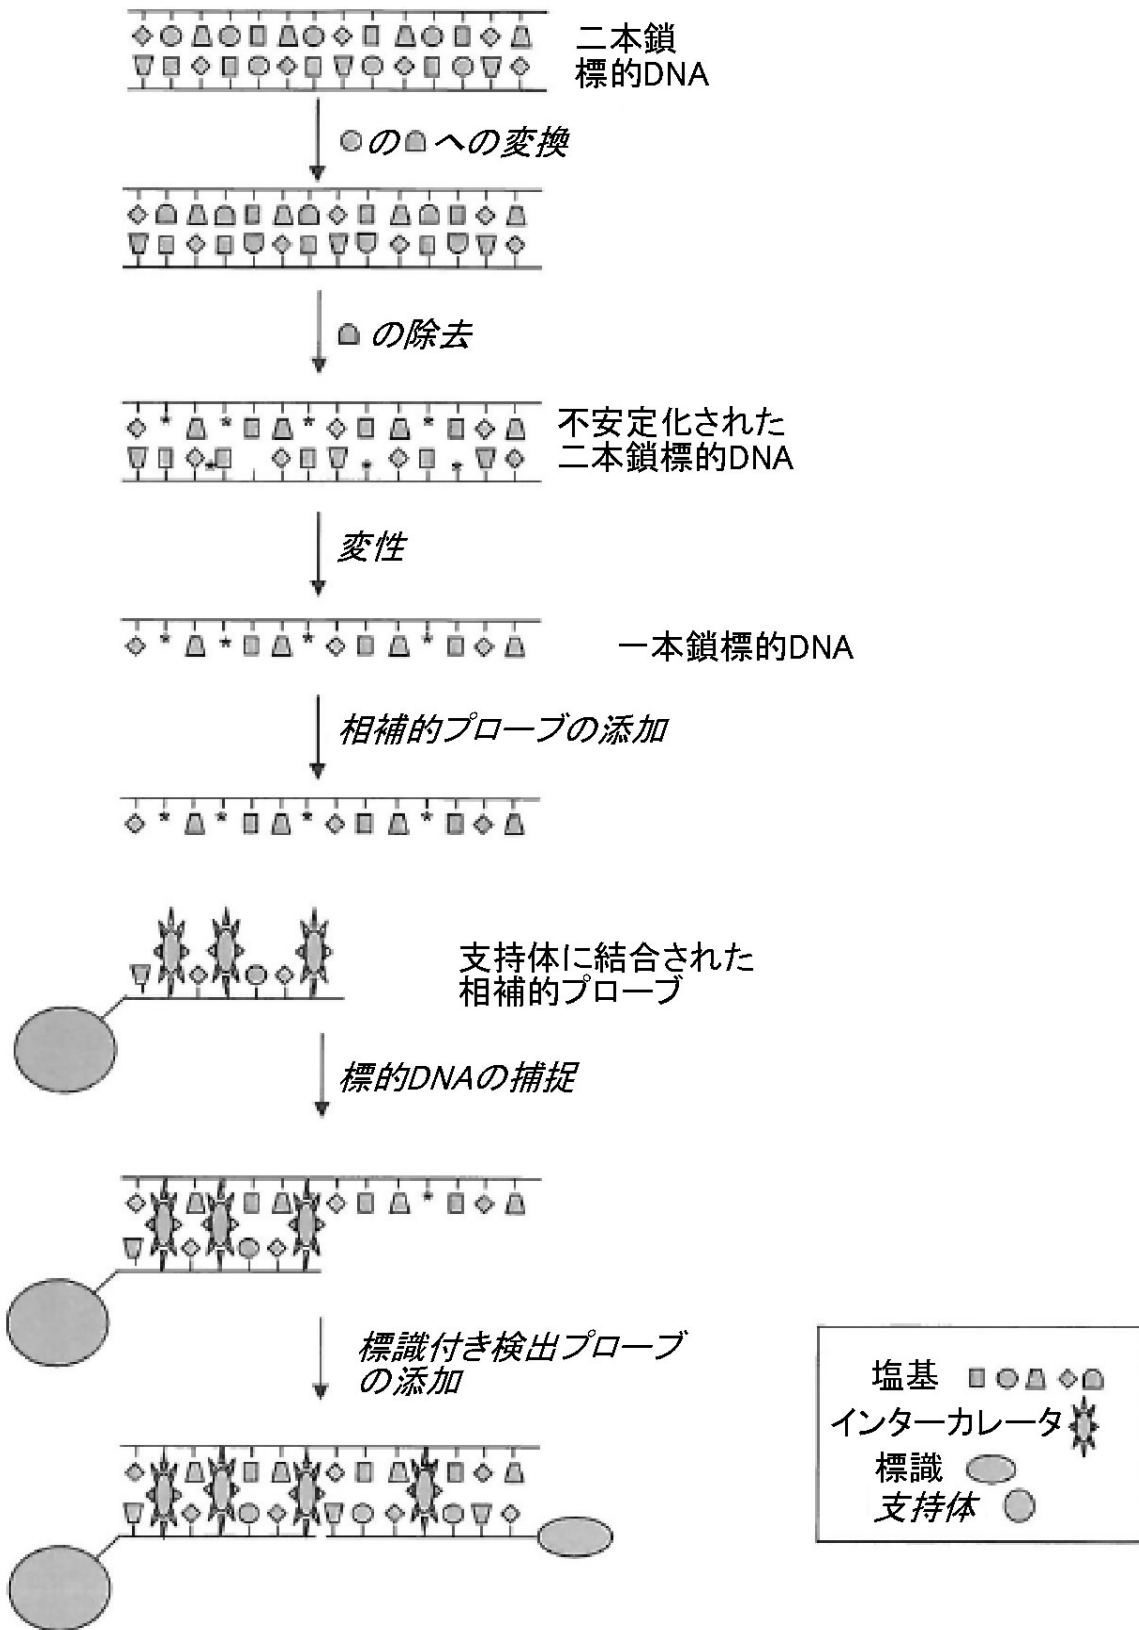 二本鎖
標的DNA
の への変換
の除去
不安定化された
二本鎖標的DNA
変性
一本鎖標的DNA
相補的プローブの添加
支持体に結合された
相補的プローブ
標的DNAの捕捉
標識付き検出プローブ
の添加
塩基
インターカレータ
標識
支持体